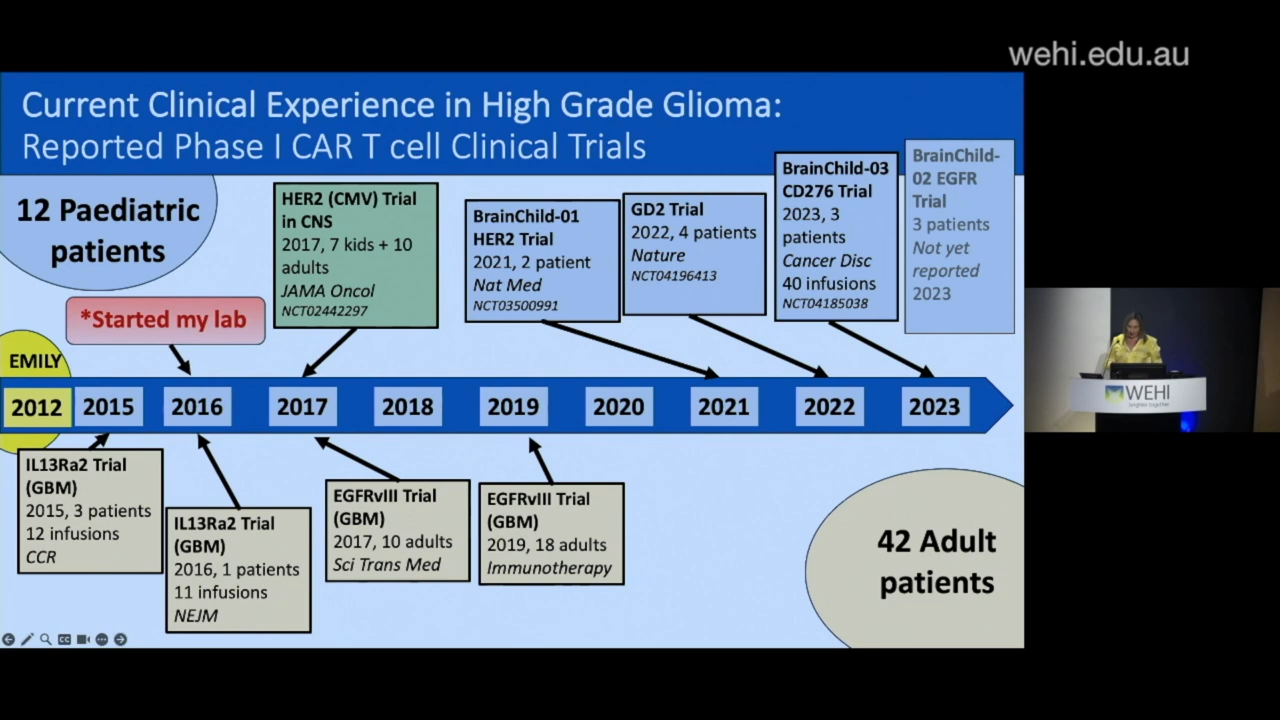 wehi.edu.au
Current Clinical Experience in High Grade Glioma:
Reported Phase I CAR T cell Clinical Trials
12 Paediatric
patients
*Started my lab
HER2 (CMV) Trial
in CNS
2017, 7 kids + 10
adults
JAMA Oncol
NCT02442297
BrainChild-01
HER2 Trial
2021, 2 patient
Nat Med
NCT03500991
GD2 Trial
2022, 4 patients
Nature
NCT04196413
BrainChild-03
CD276 Trial
2023, 3
patients
Cancer Disc
40 infusions
NCT04185038
BrainChild-
02 EGFR
Trial
3 patients
Not yet
reported
2023
EMILY
2012
2015
2016
2017
2018
2019
2020
2021
2022
2023
IL13Ra2 Trial
(GBM)
2015, 3 patients
12 infusions
CCR
IL13Ra2 Trial
(GBM)
2016, 1 patients
11 infusions
NEJM
EGFRvIII Trial
(GBM)
2017, 10 adults
Sci Trans Med
EGFRvIII Trial
(GBM)
2019, 18 adults
Immunotherapy
42 Adult
patients
WEHI
brighter together